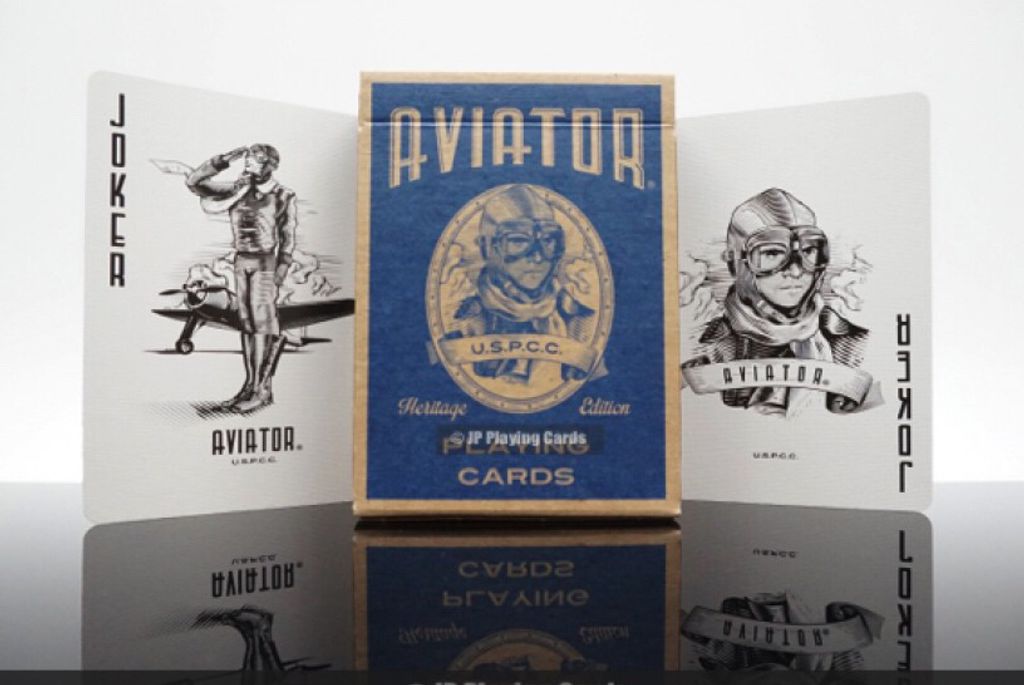 JOKER
AVIATOR®
U.S.P.C.C.
AVIATOR®
U.S.P.C.C.
Heritage Edition
© JP Playing Cards
PLAYING
CARDS
AVIATOR®
U.S.P.C.C.
JOKER